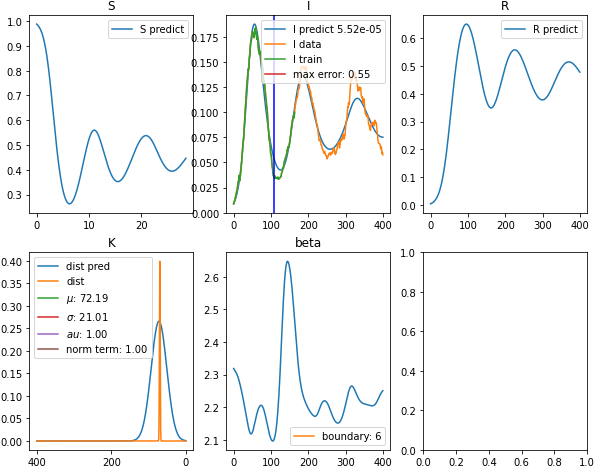 S
I
R
S predict
I predict 5.52e-05
I data
I train
max error: 0.55
R predict
1.0
0.9
0.8
0.7
0.6
0.5
0.4
0.3
0.175
0.150
0.125
0.100
0.075
0.050
0.025
0.000
0.6
0.5
0.4
0.3
0.2
0.1
0.0
0 10 20
0 100 200 300 400
0 100 200 300 400
K
beta
dist pred
dist
μ: 72.19
σ: 21.01
au: 1.00
norm term: 1.00
boundary: 6
0.40
0.35
0.30
0.25
0.20
0.15
0.10
0.05
0.00
2.6
2.5
2.4
2.3
2.2
2.1
1.0
0.8
0.6
0.4
0.2
0.0
400 200 0
0 100 200 300 400
0.0 0.2 0.4 0.6 0.8 1.0